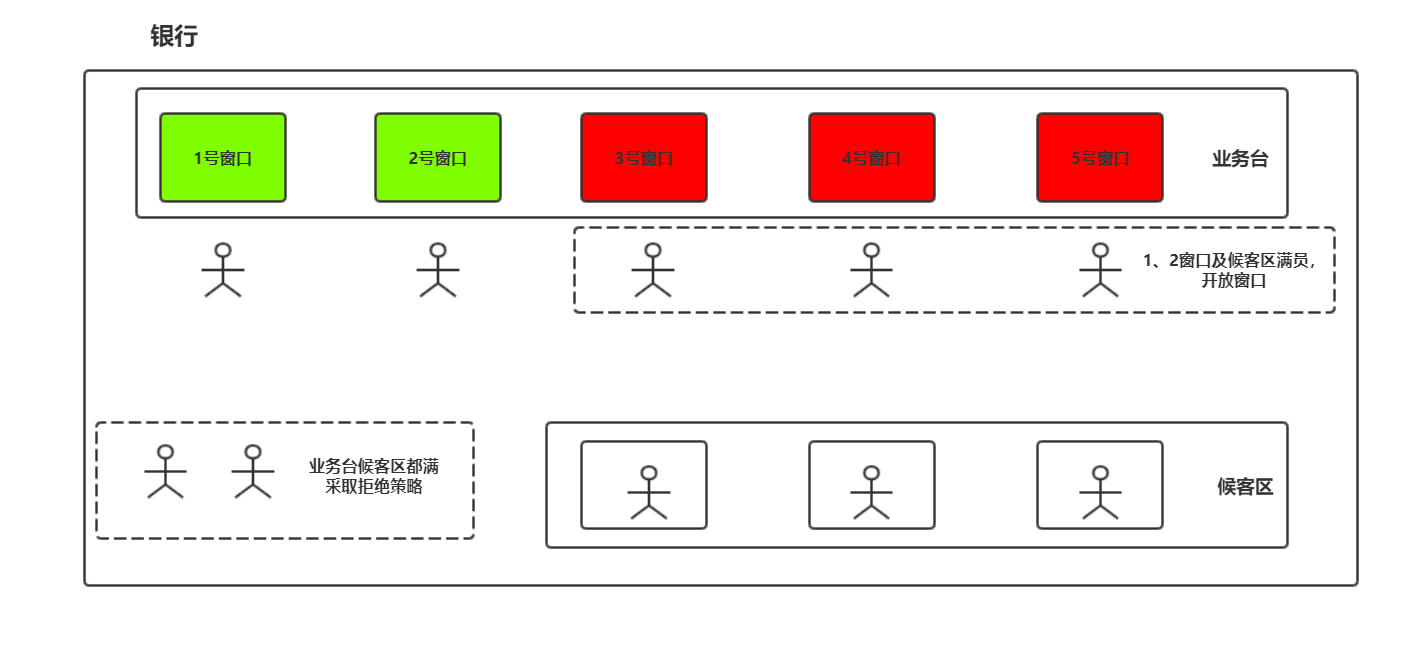 银行
1号窗口
2号窗口
3号窗口
4号窗口
5号窗口
业务台
1、2窗口及候客区满员，
开放窗口
业务台候客区都满
采取拒绝策略
候客区